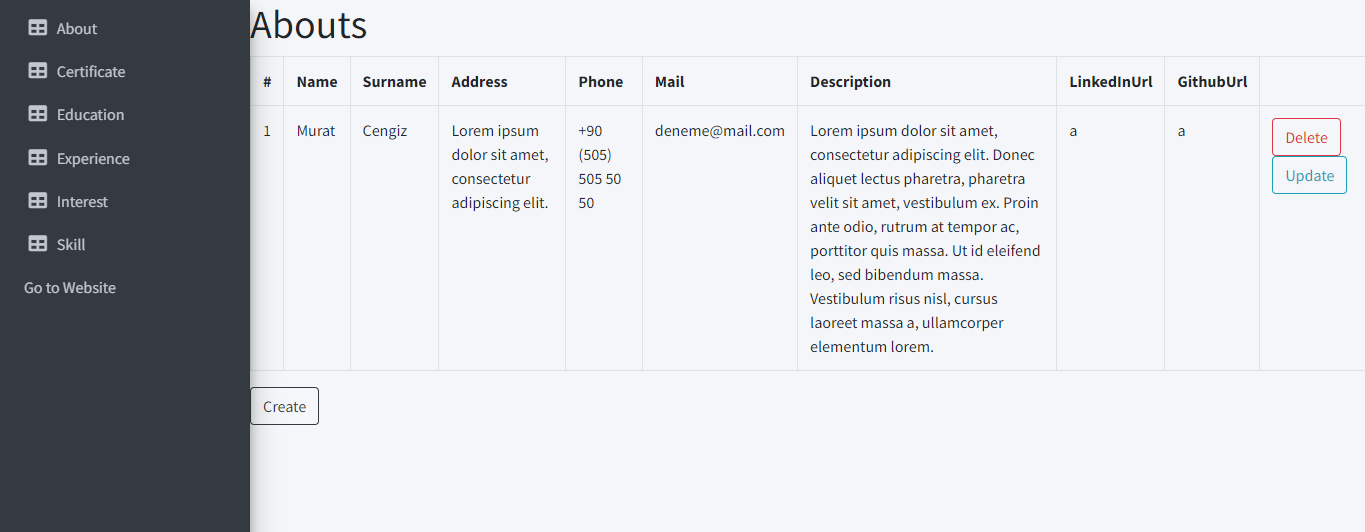 About
Certificate
Education
Experience
Interest
Skill
Go to Website
Abouts
# Name Surname Address Phone Mail Description LinkedInUrl GithubUrl
1 Murat Cengiz
Lorem ipsum
dolor sit amet,
consectetur
adipiscing elit.
+90
(505)
505 50
50
deneme@mail.com
Lorem ipsum dolor sit amet,
consectetur adipiscing elit. Donec
aliquet lectus pharetra, pharetra
velit sit amet, vestibulum ex. Proin
ante odio, rutrum at tempor ac,
porttitor quis massa. Ut id eleifend
leo, sed bibendum massa.
Vestibulum risus nisl, cursus
laoreet massa a, ullamcorper
elementum lorem.
a
a
Delete
Update
Create